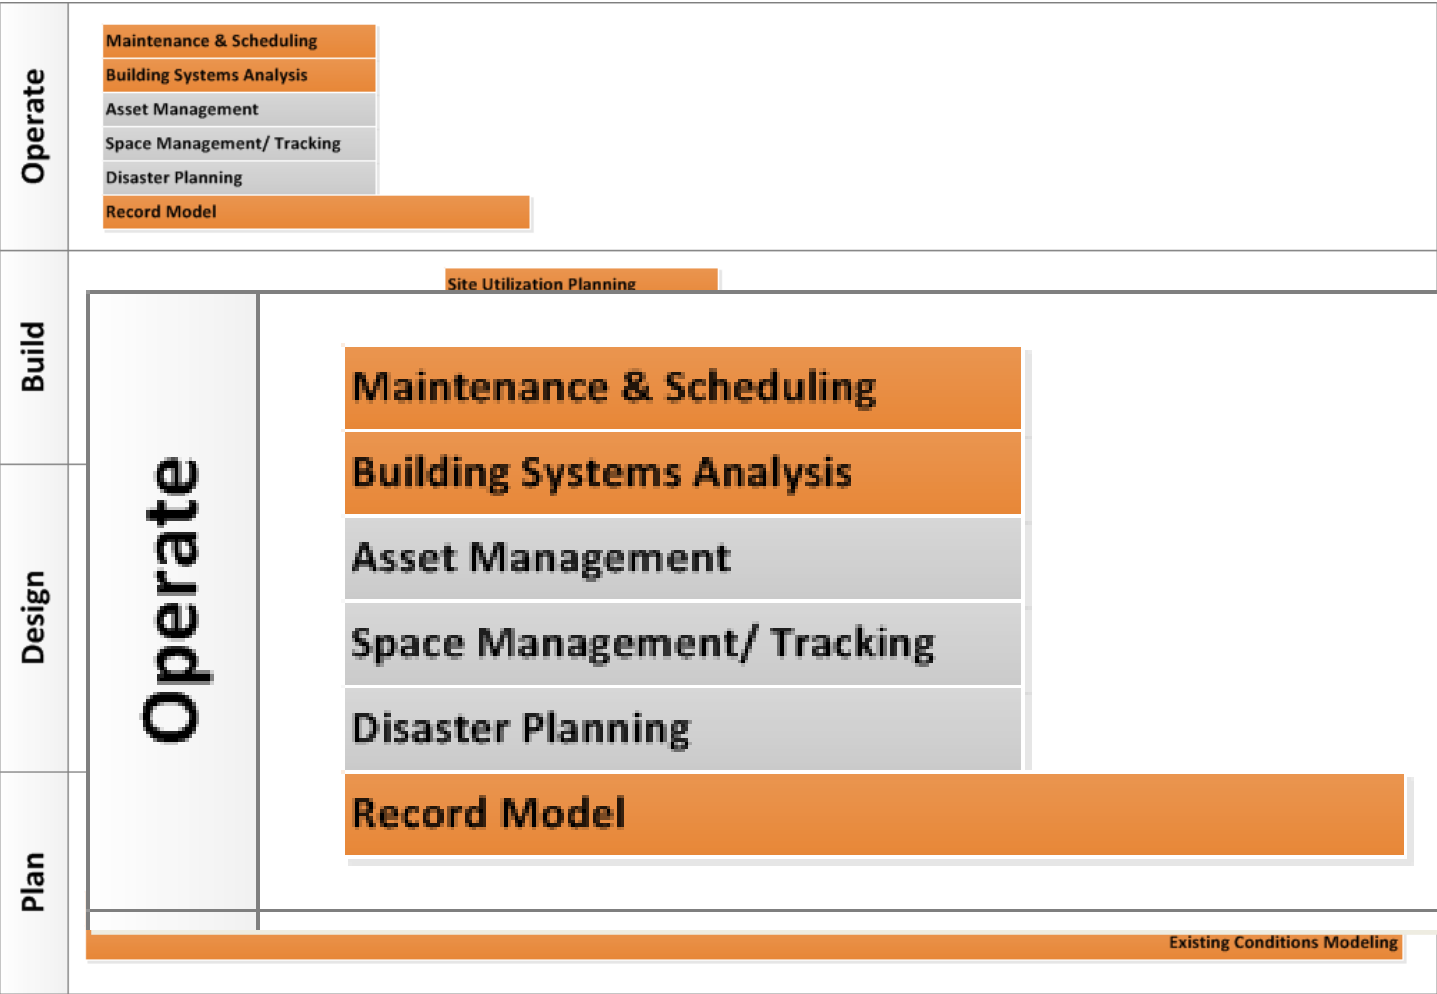 Operate
Maintenance & Scheduling
Building Systems Analysis
Asset Management
Space Management/ Tracking
Disaster Planning
Record Model
Build
Site Utilization Planning
Operate
Maintenance & Scheduling
Building Systems Analysis
Asset Management
Space Management/ Tracking
Disaster Planning
Record Model
Design
Plan
Existing Conditions Modeling